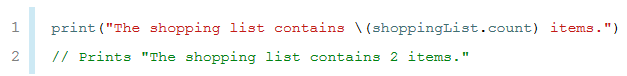 1 print("The shopping list contains \(shoppingList.count) items.")
2 // Prints "The shopping list contains 2 items."